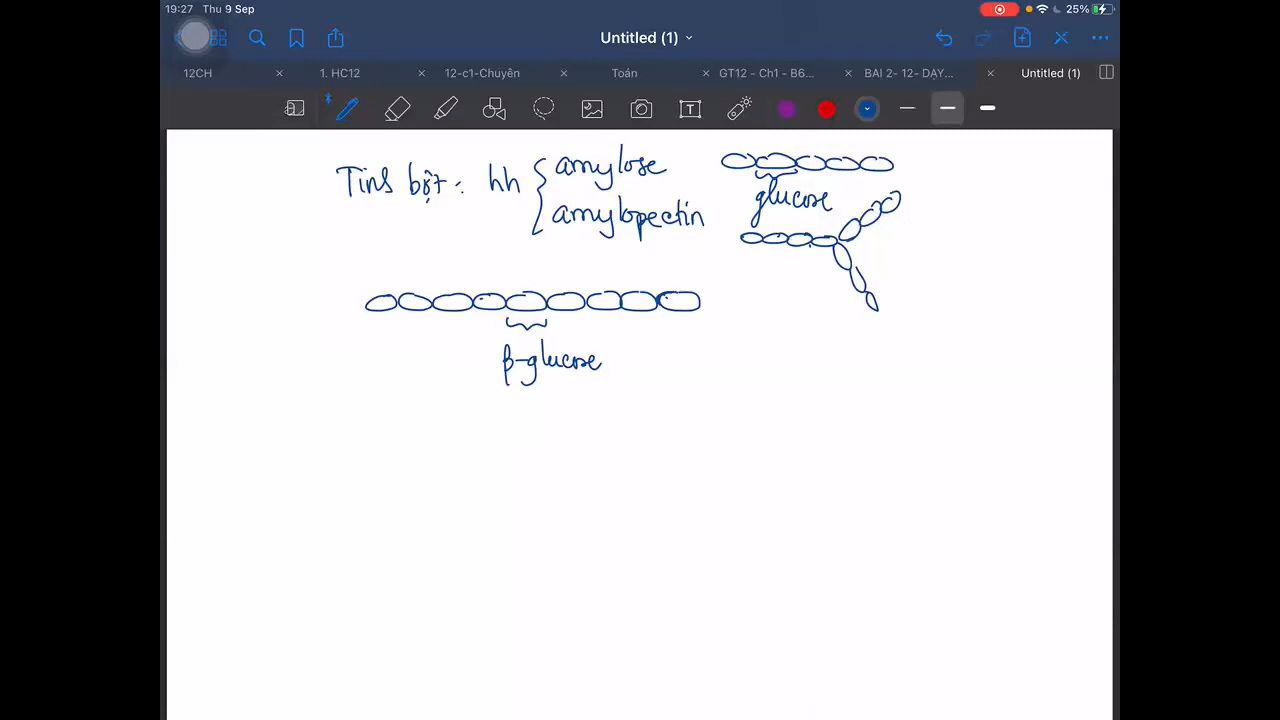 19:27 Thu 9 Sep
25%
Untitled (1)
12CH
1. HC12
12-c1-Chuyên
Toán
GT12 - Ch1 - B6...
BAI 2- 12- DẠY...
Untitled (1)
T
Tinh bột: hh { amylose
amylopectin
glucose
β-glucose